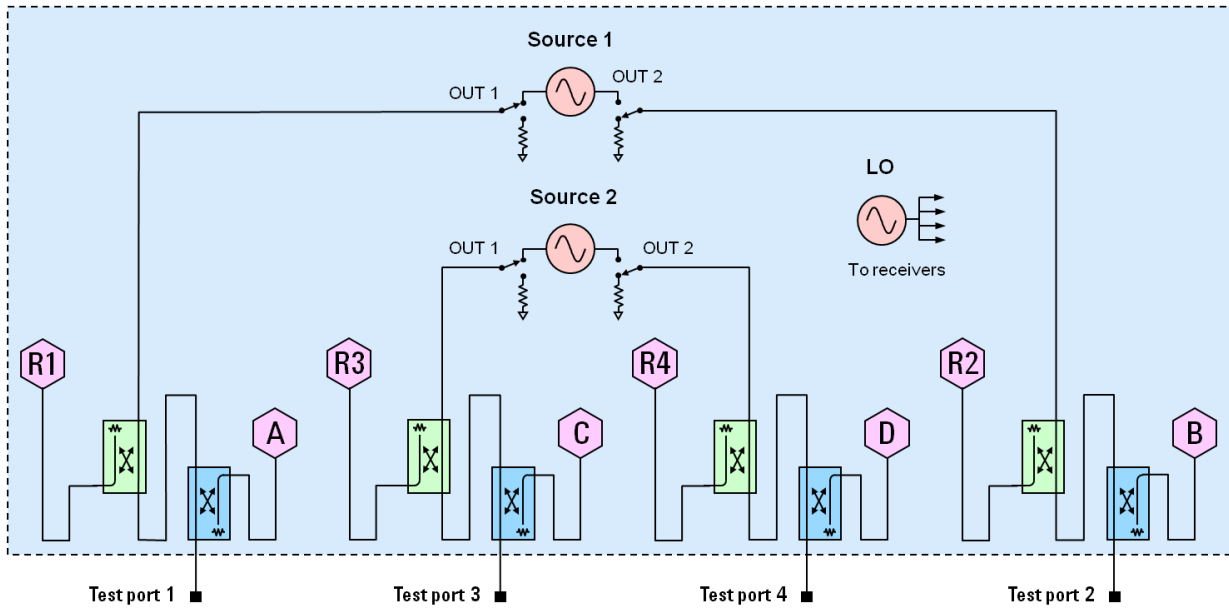 Source 1
OUT 1
OUT 2
LO
To receivers
Source 2
OUT 1
OUT 2
R1
R3
R4
R2
A
C
D
B
Test port 1
Test port 3
Test port 4
Test port 2